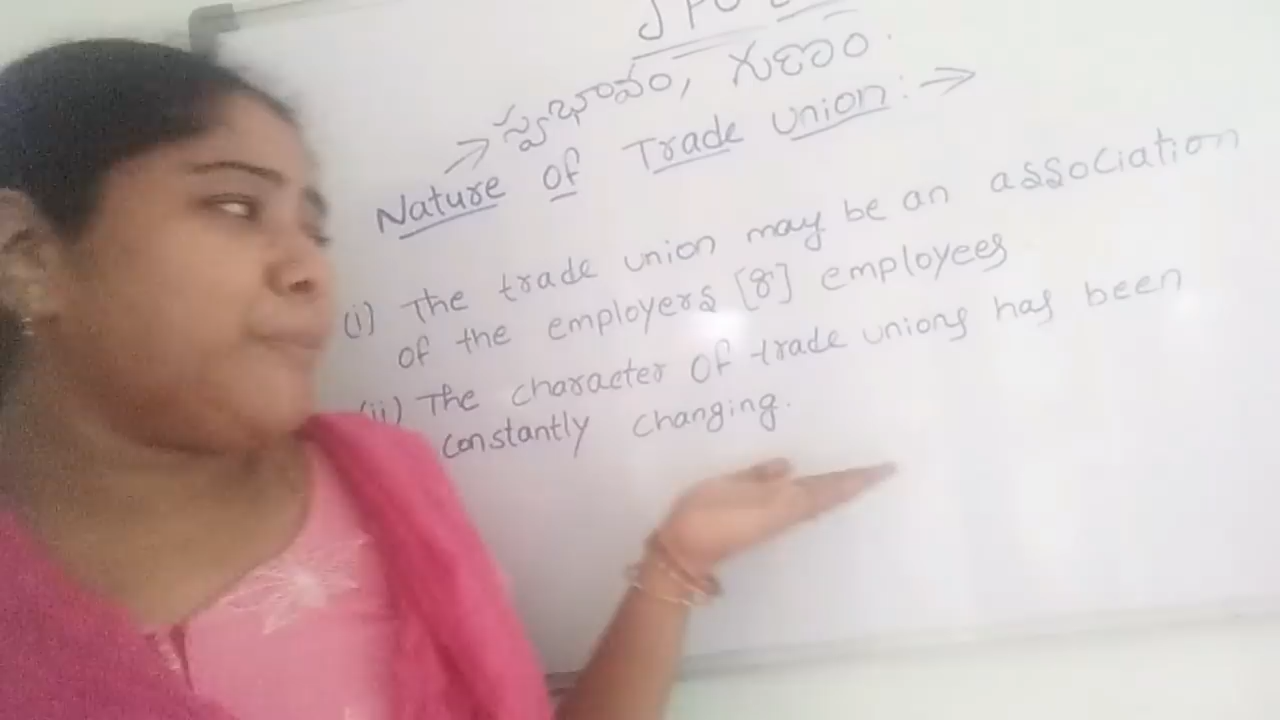 → స్వభావం, గుణం.
Nature of Trade union :→
(i) The trade union may be an association
of the employers [or] employees.
(ii) The character of trade unions has been
constantly changing.